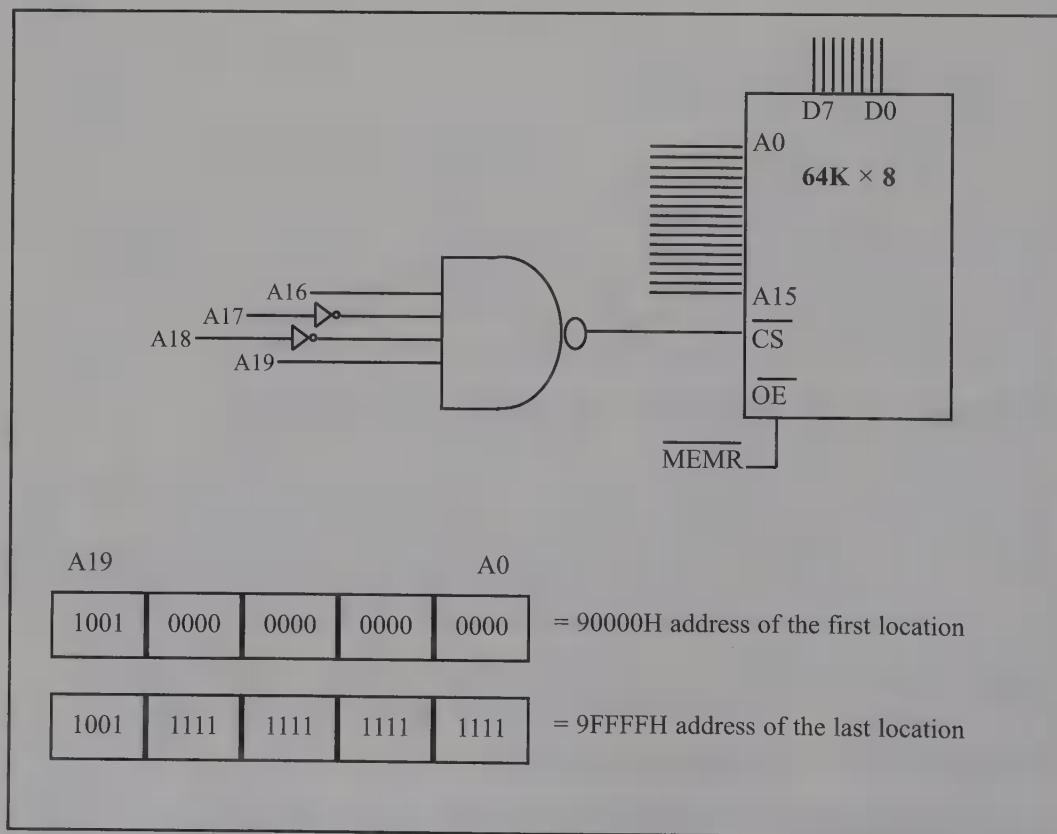 D7 D0
A0
64K × 8
A16
A17
A18
A19
A15
CS
OE
MEMR
A19 A0
1001 0000 0000 0000 0000 = 90000H address of the first location
1001 1111 1111 1111 1111 = 9FFFFH address of the last location